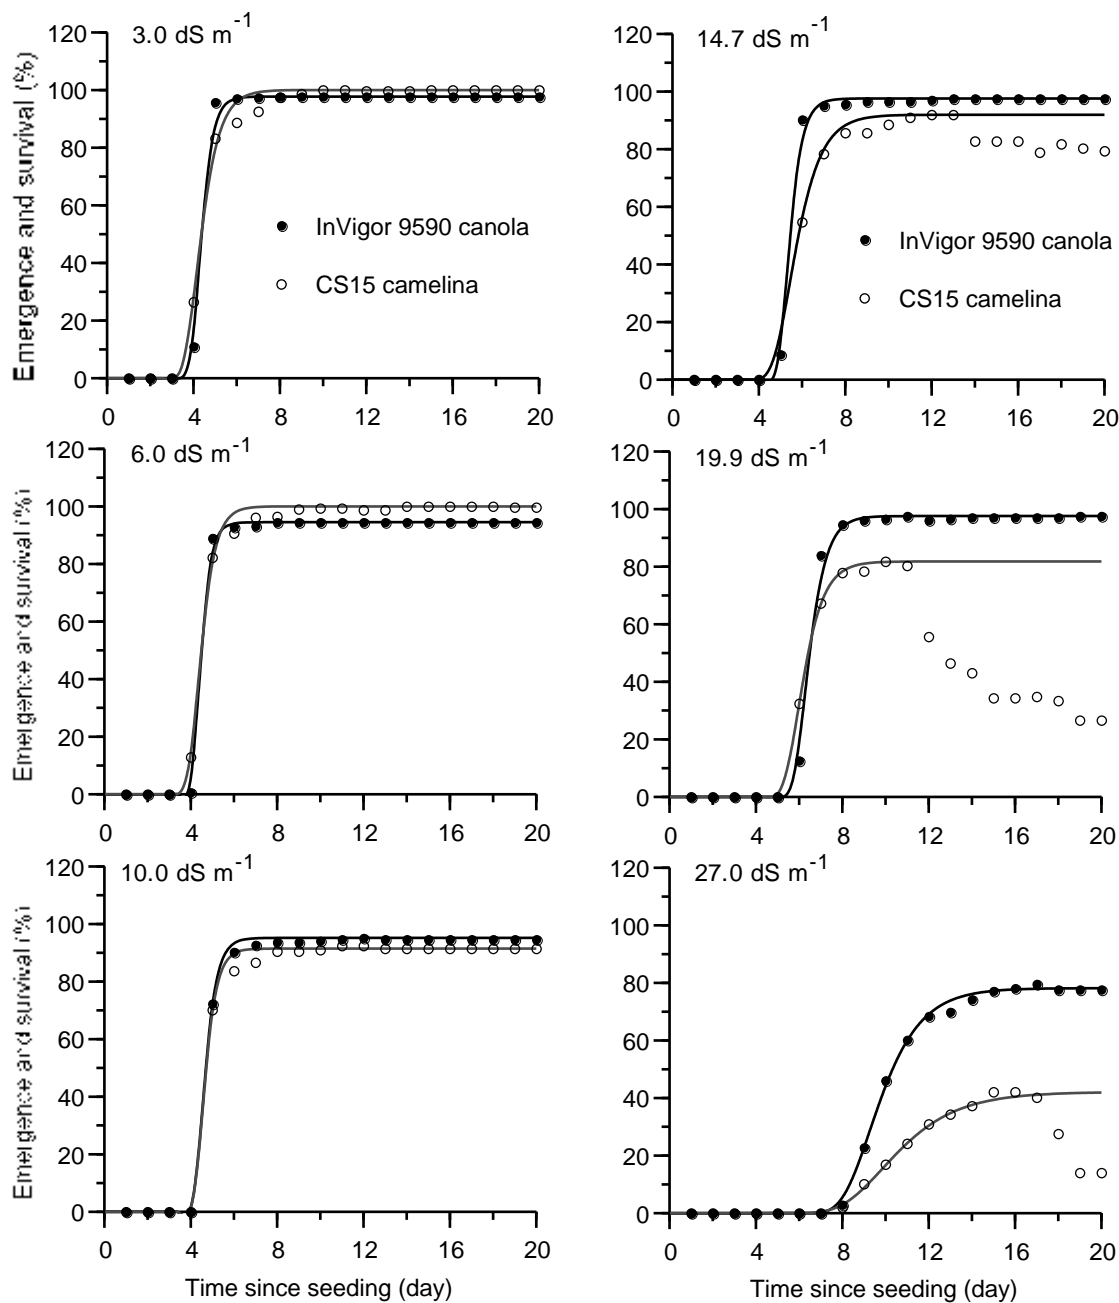 3.0 dS m⁻¹
Emergence and survival (%)
120
100
80
60
40
20
0
InVigor 9590 canola
CS15 camelina
0 4 8 12 16 20
14.7 dS m⁻¹
120
100
80
60
40
20
0
InVigor 9590 canola
CS15 camelina
0 4 8 12 16 20
6.0 dS m⁻¹
Emergence and survival (%)
120
100
80
60
40
20
0
0 4 8 12 16 20
19.9 dS m⁻¹
120
100
80
60
40
20
0
0 4 8 12 16 20
10.0 dS m⁻¹
Emergence and survival (%)
120
100
80
60
40
20
0
0 4 8 12 16 20
Time since seeding (day)
27.0 dS m⁻¹
120
100
80
60
40
20
0
0 4 8 12 16 20
Time since seeding (day)